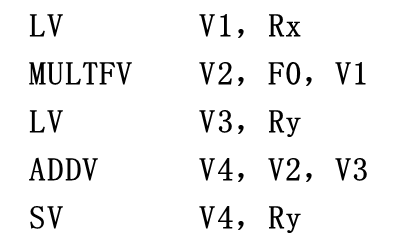 LV V1, Rx
MULTFV V2, F0, V1
LV V3, Ry
ADDV V4, V2, V3
SV V4, Ry